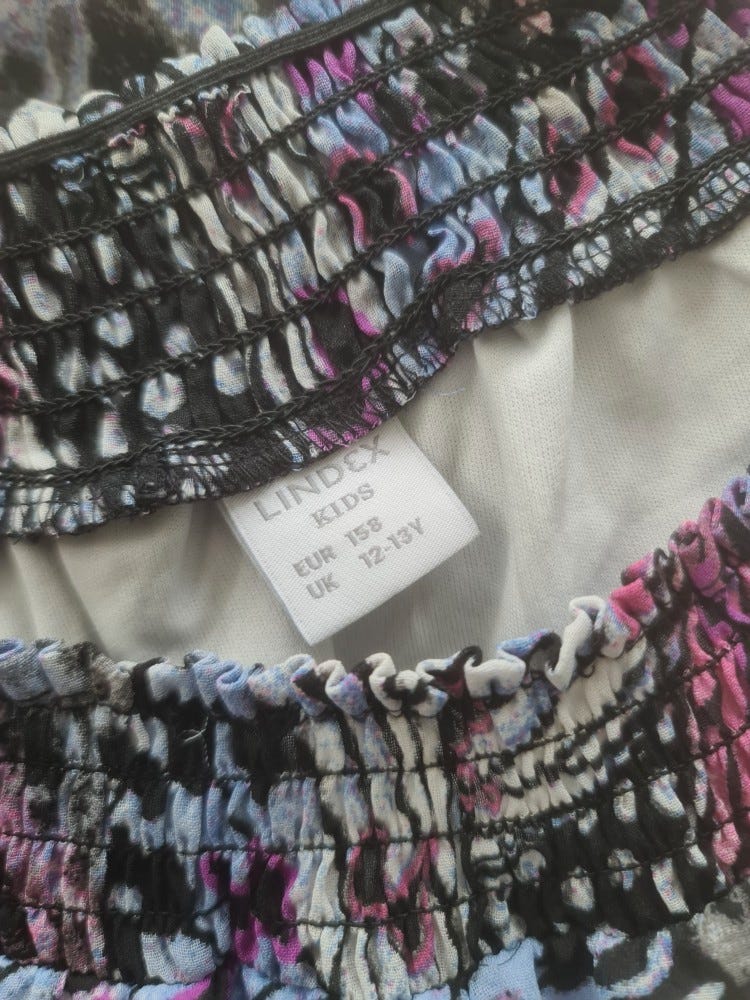 LINDEX
KIDS
EUR 158
UK 12-13Y